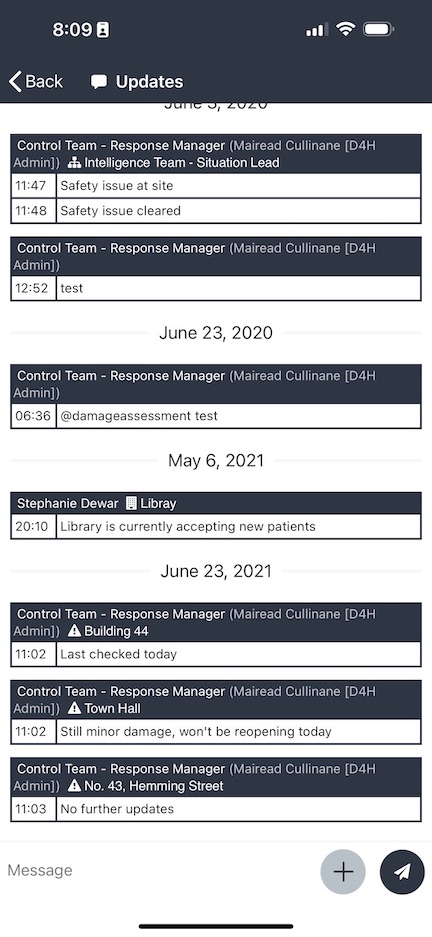 8:09
Back Updates
June 3, 2020
Control Team - Response Manager (Mairead Cullinane [D4H
Admin]) Intelligence Team - Situation Lead
11:47 Safety issue at site
11:48 Safety issue cleared
Control Team - Response Manager (Mairead Cullinane [D4H
Admin])
12:52 test
June 23, 2020
Control Team - Response Manager (Mairead Cullinane [D4H
Admin])
06:36 @damageassessment test
May 6, 2021
Stephanie Dewar Libray
20:10 Library is currently accepting new patients
June 23, 2021
Control Team - Response Manager (Mairead Cullinane [D4H
Admin]) Building 44
11:02 Last checked today
Control Team - Response Manager (Mairead Cullinane [D4H
Admin]) Town Hall
11:02 Still minor damage, won't be reopening today
Control Team - Response Manager (Mairead Cullinane [D4H
Admin]) No. 43, Hemming Street
11:03 No further updates
Message